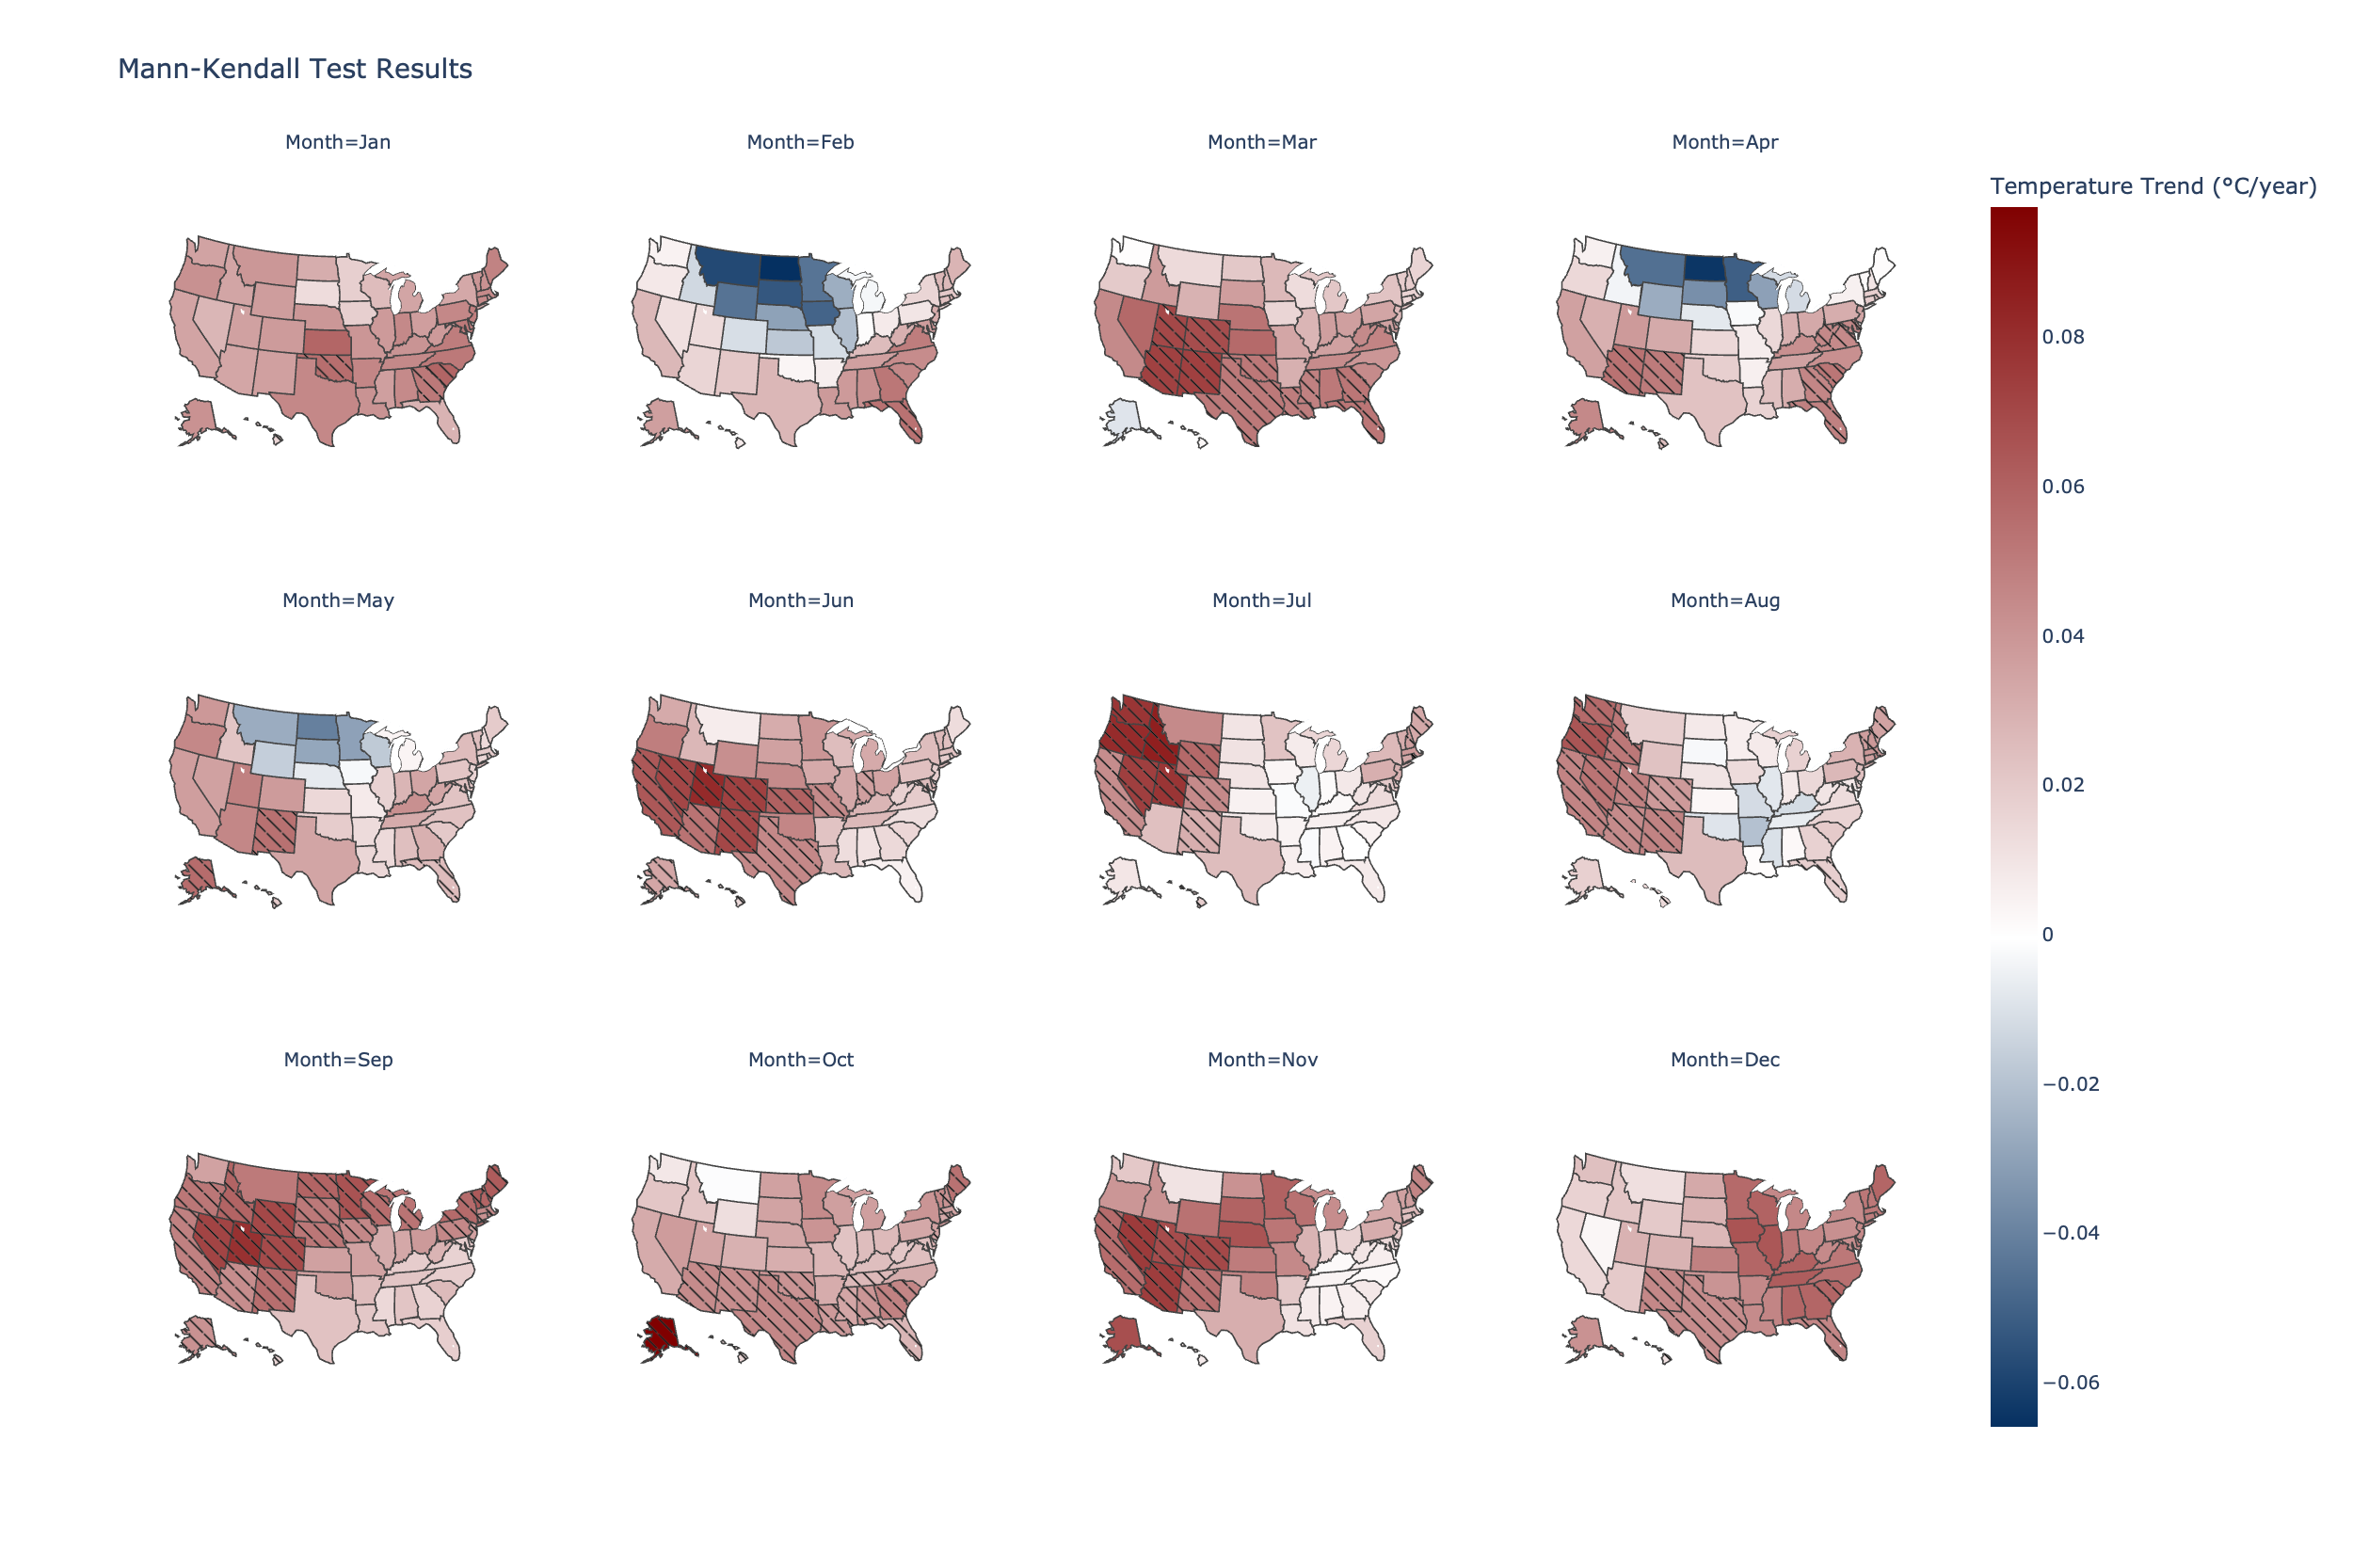 Mann-Kendall Test Results
Month=Jan
Month=Feb
Month=Mar
Month=Apr
Temperature Trend (°C/year)
0.08
0.06
0.04
0.02
0
−0.02
−0.04
−0.06
Month=May
Month=Jun
Month=Jul
Month=Aug
Month=Sep
Month=Oct
Month=Nov
Month=Dec